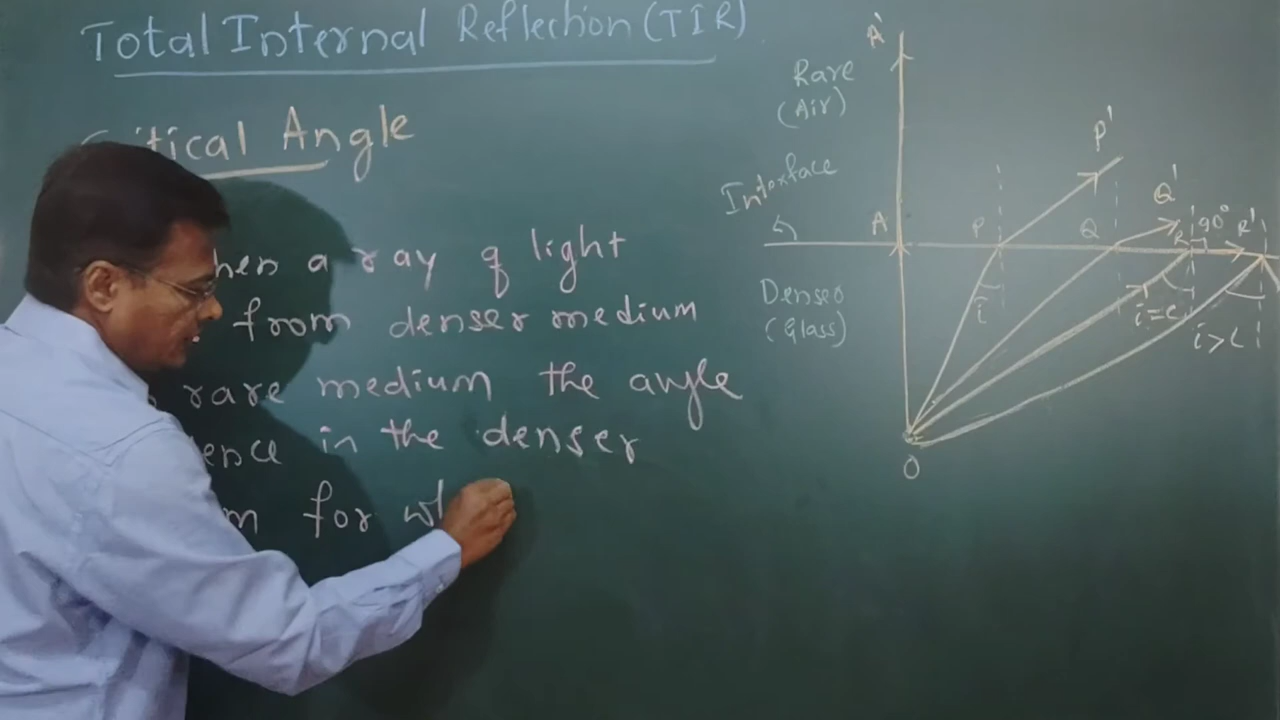 Total Internal Reflection (TIR)
Critical Angle
a ray of light
from denser medium
rare medium the angle
in the denser
for
A'
Rare
(Air)
P'
Interface
Q'
A
P
Q
R
90°
R'
Denser
(Glass)
i
i=c
i>c
O